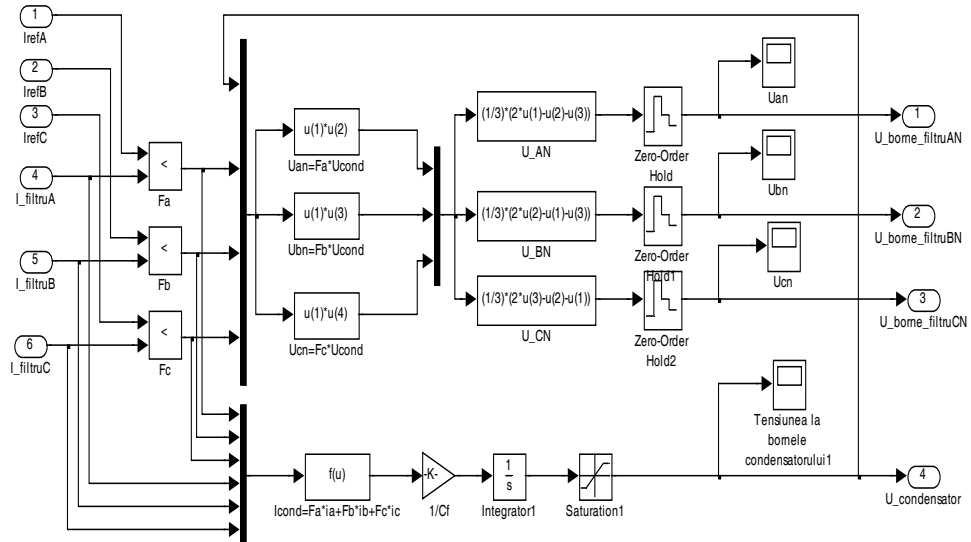 1
IrefA
2
IrefB
3
IrefC
4
I_filtruA
5
I_filtruB
6
I_filtruC
<
Fa
<
Fb
<
Fc
u(1)*u(2)
Uan=Fa*Ucond
u(1)*u(3)
Ubn=Fb*Ucond
u(1)*u(4)
Ucn=Fc*Ucond
(1/3)*(2*u(1)-u(2)-u(3))
U_AN
(1/3)*(2*u(2)-u(1)-u(3))
U_BN
(1/3)*(2*u(3)-u(2)-u(1))
U_CN
Zero-Order
Hold
Zero-Order
Hold1
Zero-Order
Hold2
Uan
Ubn
Ucn
1
U_borne_filtruAN
2
U_borne_filtruBN
3
U_borne_filtruCN
Tensiunea la
bornele
condensatorului1
f(u)
Icond=Fa*ia+Fb*ib+Fc*ic
-K-
1/Cf
1
s
Integrator1
Saturation1
4
U_condensator